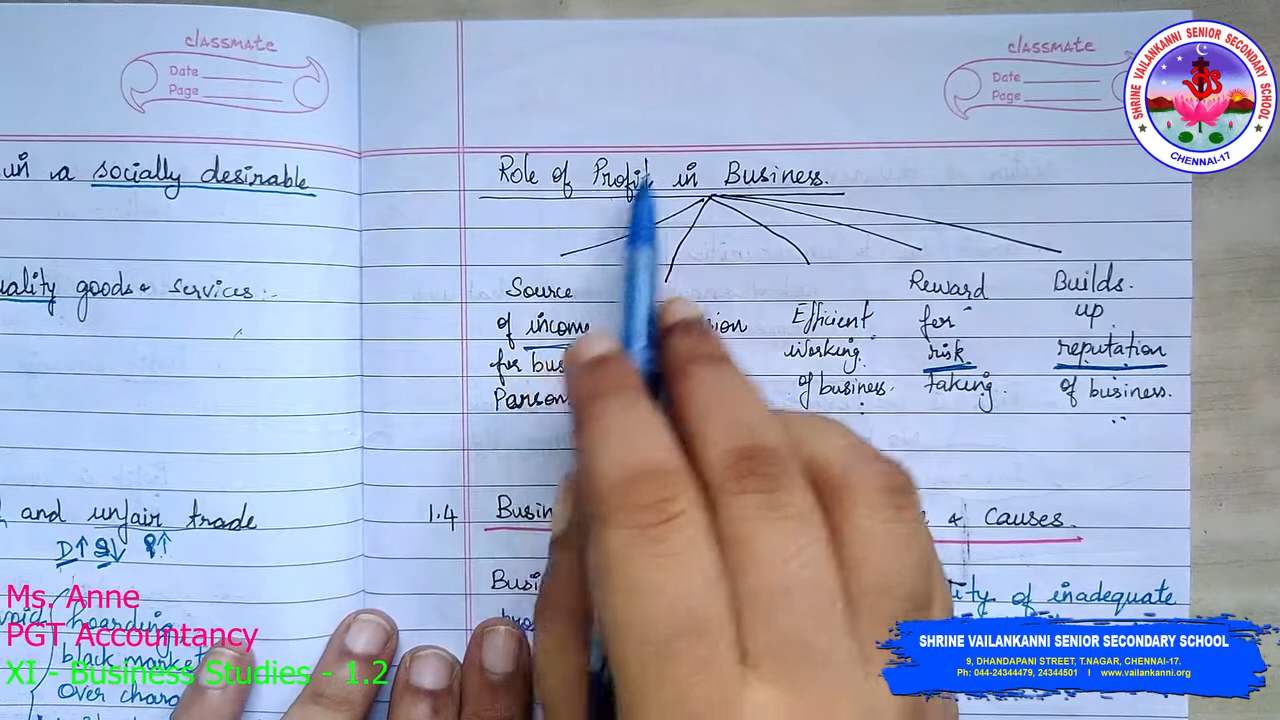 classmate
Date
Page
in a socially desirable
quality goods & services :-
and unfair trade
D↑ S↓ P↑
hoarding
black market
Over charg
classmate
Date
Page
Role of Profit in Business.
Source
of income
for bus
Person
Efficient
working
of business.
Reward
for
risk
taking.
Builds
up
reputation
of business.
1.4 Busin & Causes.
Busi of inadequate
SHRINE VAILANKANNI SENIOR SECONDARY SCHOOL
CHENNAI-17
Ms. Anne
PGT Accountancy
XI - Business Studies - 1.2
SHRINE VAILANKANNI SENIOR SECONDARY SCHOOL
9, DHANDAPANI STREET, T.NAGAR, CHENNAI-17.
Ph: 044-24344479, 24344501 I www.vailankanni.org